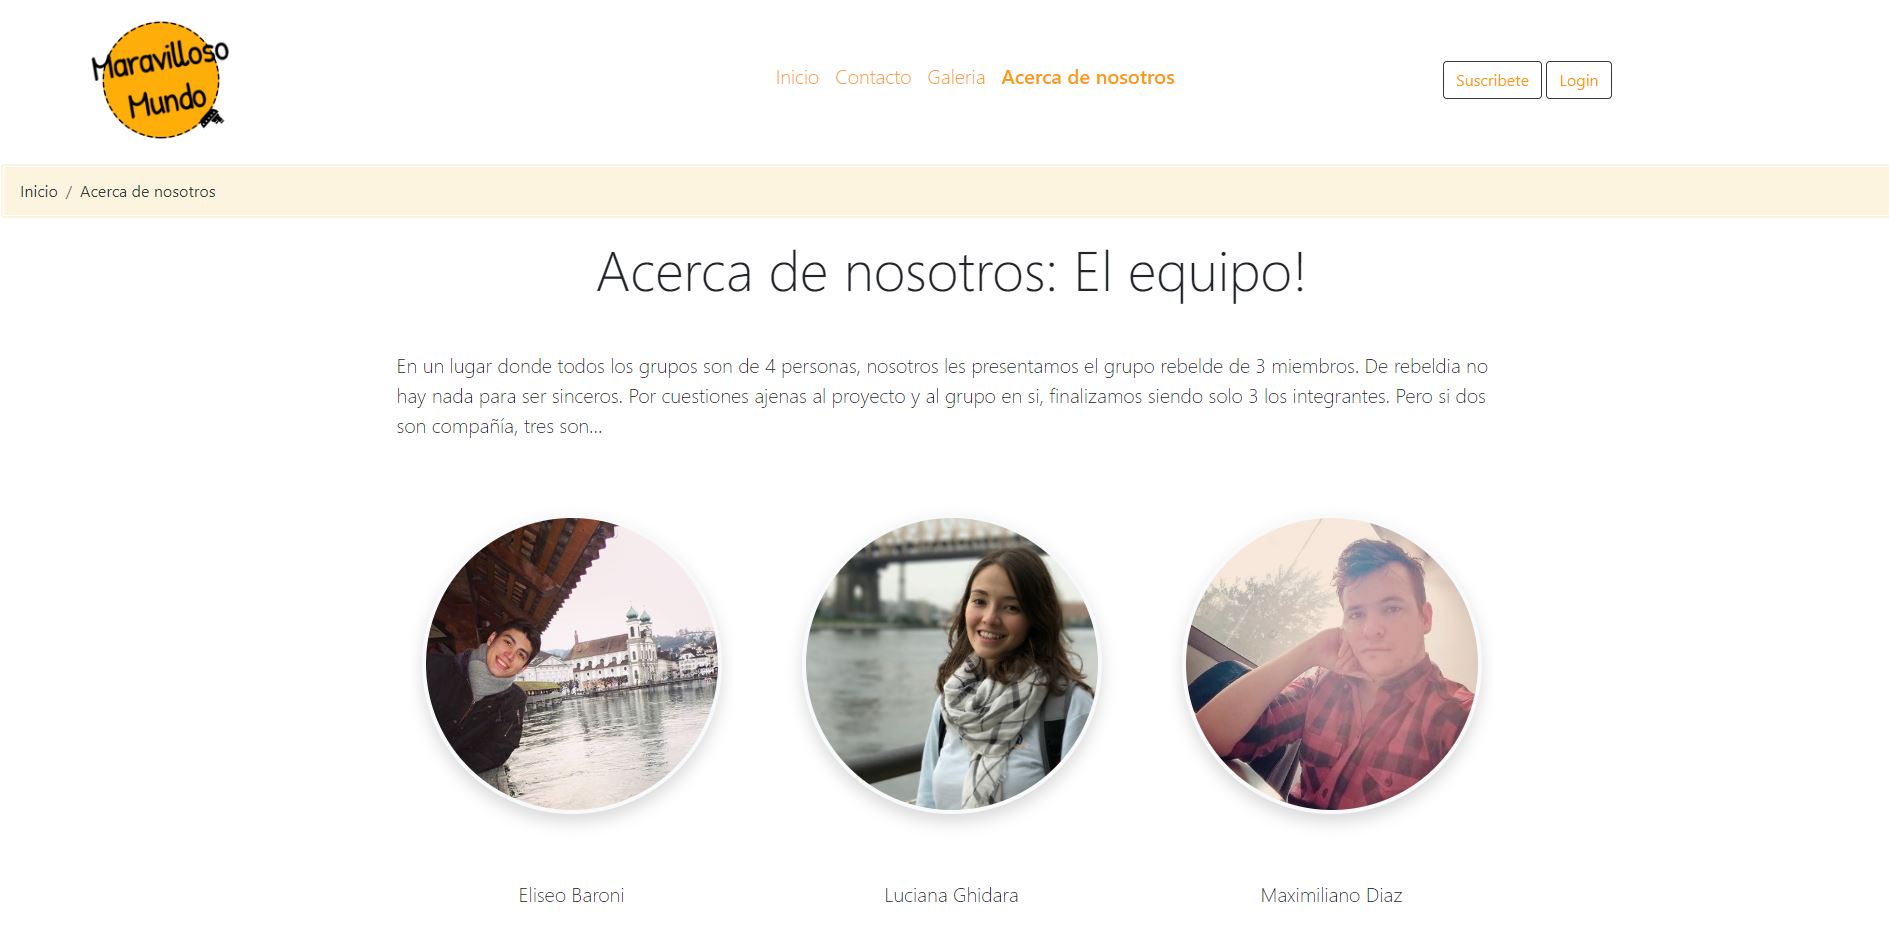 Maravilloso
Mundo
Inicio Contacto Galeria Acerca de nosotros
Suscribete Login
Inicio / Acerca de nosotros
Acerca de nosotros: El equipo!
En un lugar donde todos los grupos son de 4 personas, nosotros les presentamos el grupo rebelde de 3 miembros. De rebeldia no
hay nada para ser sinceros. Por cuestiones ajenas al proyecto y al grupo en si, finalizamos siendo solo 3 los integrantes. Pero si dos
son compañía, tres son...
Eliseo Baroni
Luciana Ghidara
Maximiliano Diaz